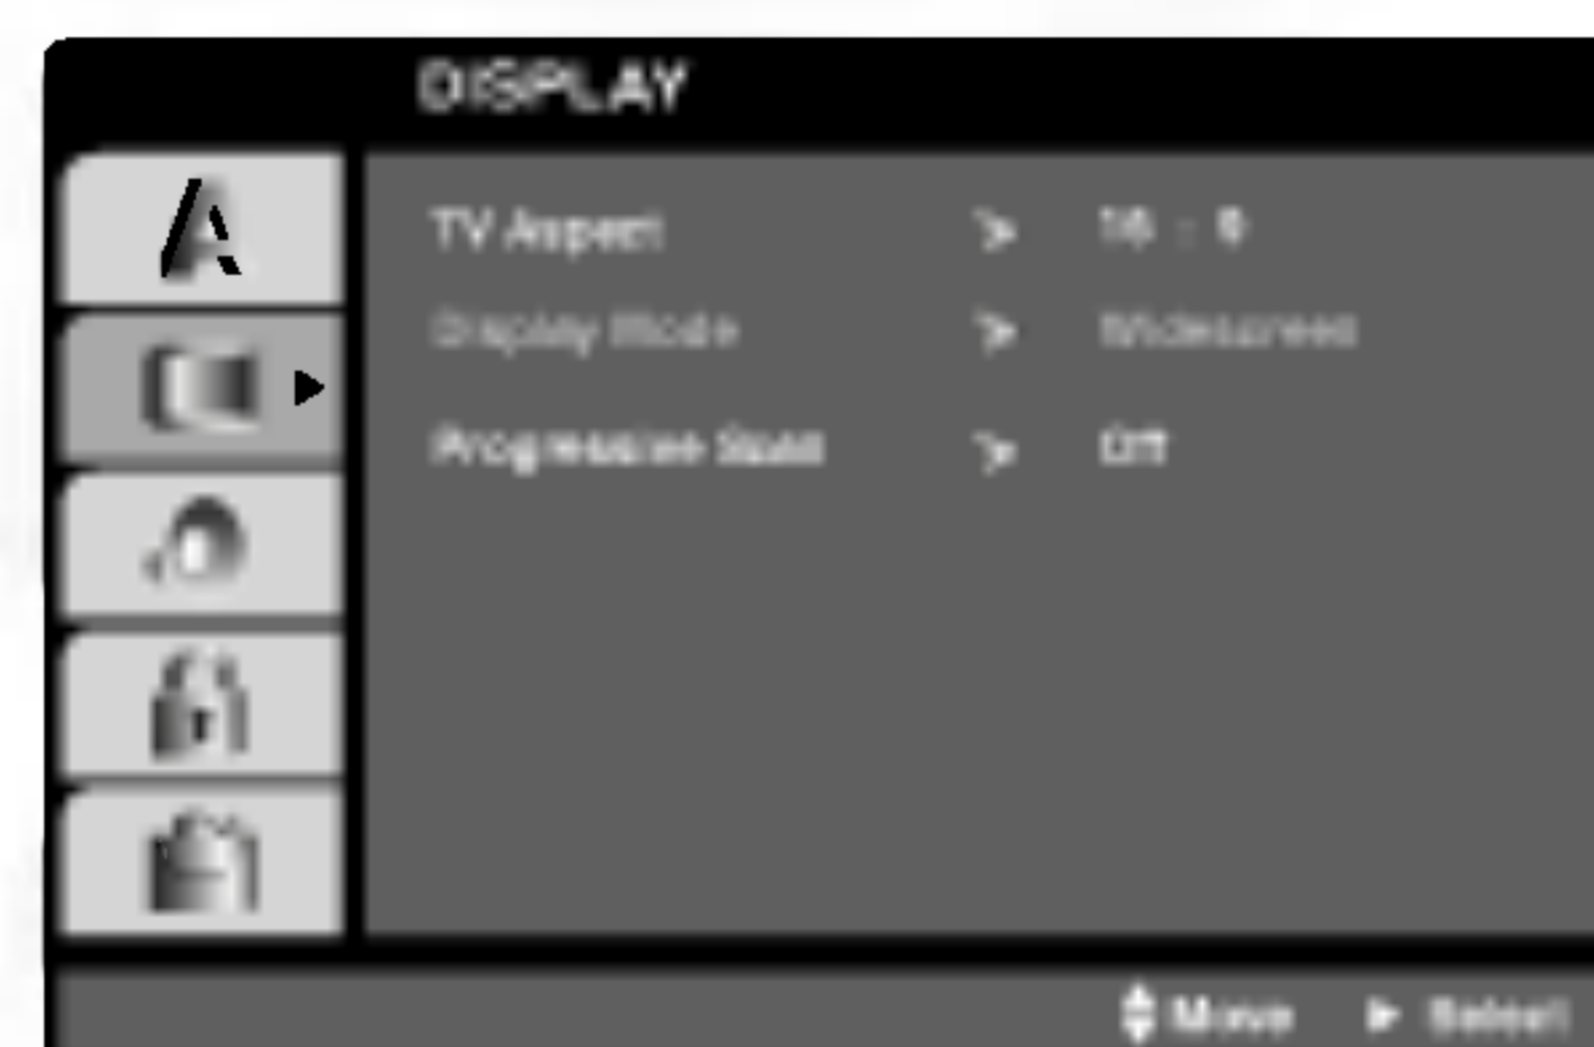 DISPLAY
A
TV Aspect > 16 : 9
Display Mode > Widescreen
Progressive Scan > Off
Move Select